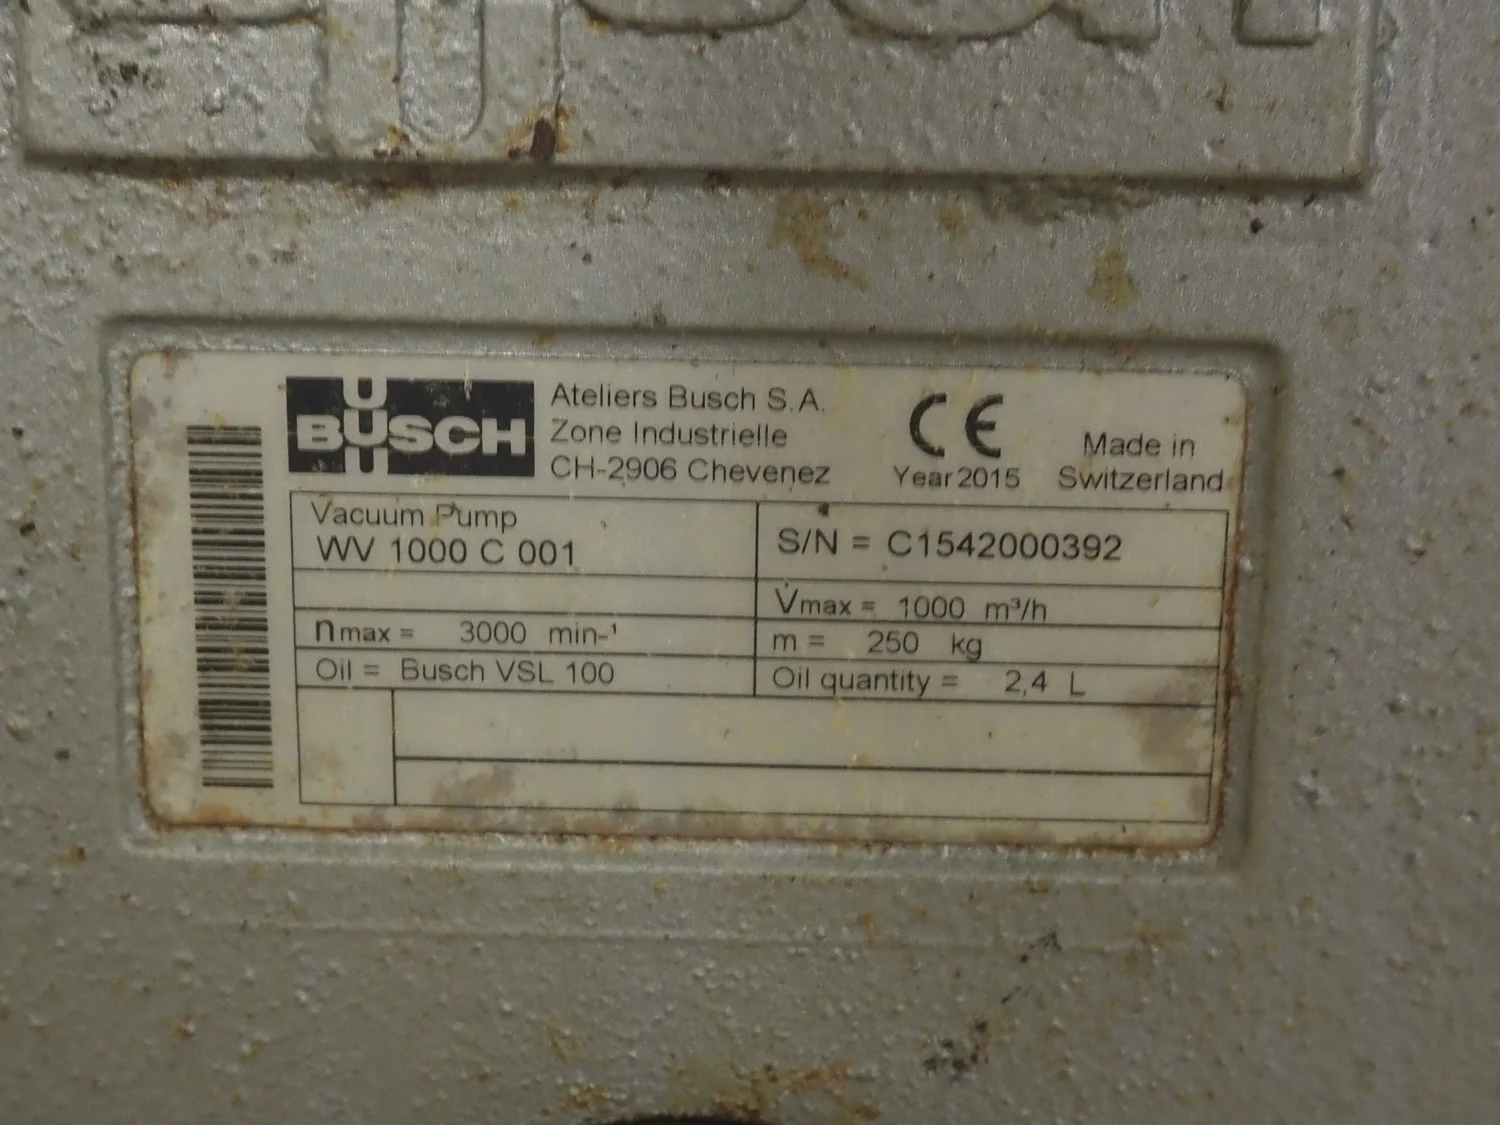 BUSCH
Ateliers Busch S.A.
Zone Industrielle
CH-2906 Chevenez
CE
Year 2015
Made in
Switzerland
Vacuum Pump
WV 1000 C 001
S/N = C1542000392
V̇max = 1000 m³/h
nmax = 3000 min-¹
m = 250 kg
Oil = Busch VSL 100
Oil quantity = 2,4 L